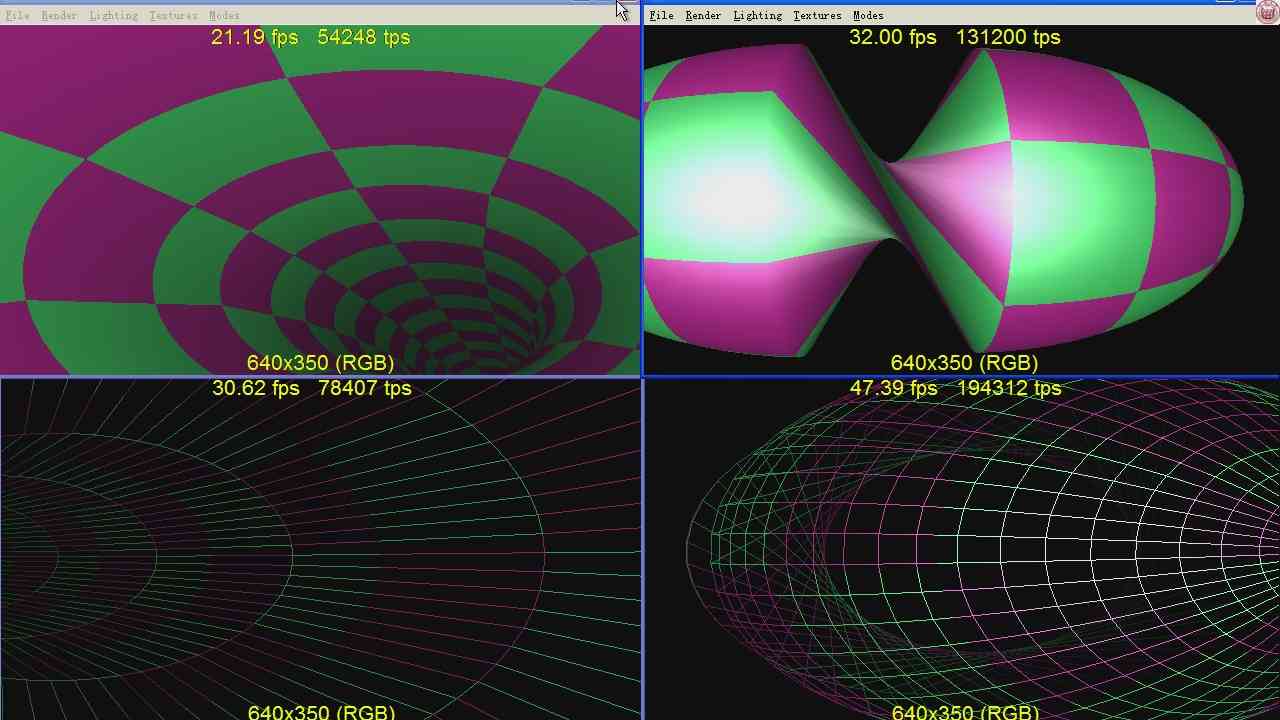 File Render Lighting Textures Modes
21.19 fps 54248 tps
640x350 (RGB)
File Render Lighting Textures Modes
32.00 fps 131200 tps
640x350 (RGB)
30.62 fps 78407 tps
640x350 (RGB)
47.39 fps 194312 tps
640x350 (RGB)